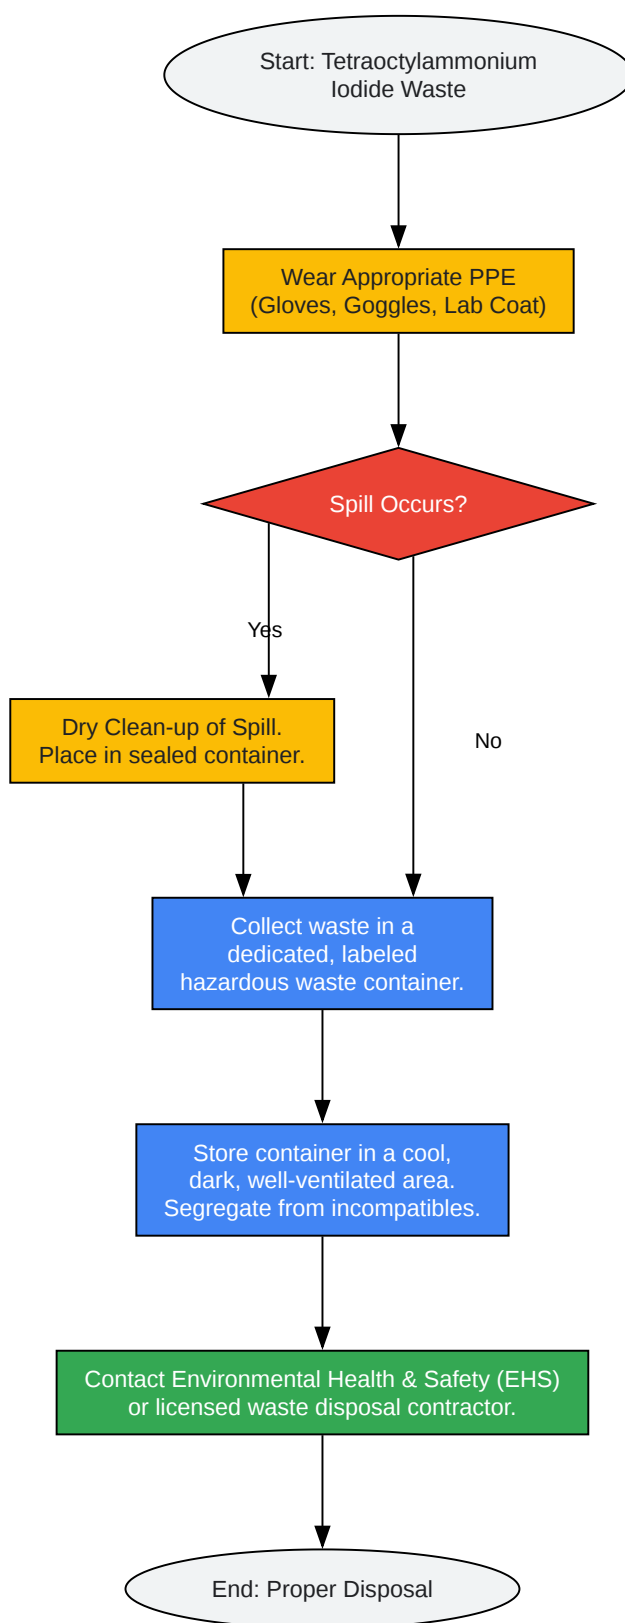 Start: Tetraoctylammonium
Iodide Waste
Wear Appropriate PPE
(Gloves, Goggles, Lab Coat)
Spill Occurs?
Yes
Dry Clean-up of Spill.
Place in sealed container.
No
Collect waste in a
dedicated, labeled
hazardous waste container.
Store container in a cool,
dark, well-ventilated area.
Segregate from incompatibles.
Contact Environmental Health & Safety (EHS)
or licensed waste disposal contractor.
End: Proper Disposal